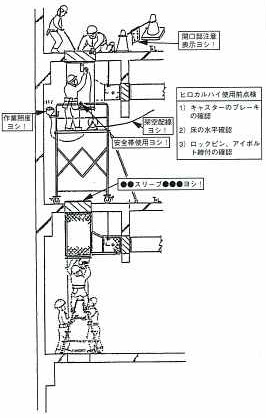 開口部注意
表示ヨシ！
作業照度
ヨシ！
架空配線
ヨシ！
安全帯使用ヨシ！
●●スリーブ●●●ヨシ！
ヒロカルハイ使用前点検
1) キャスターのブレーキ
の確認
2) 床の水平確認
3) ロックピン、アイボル
ト締付の確認